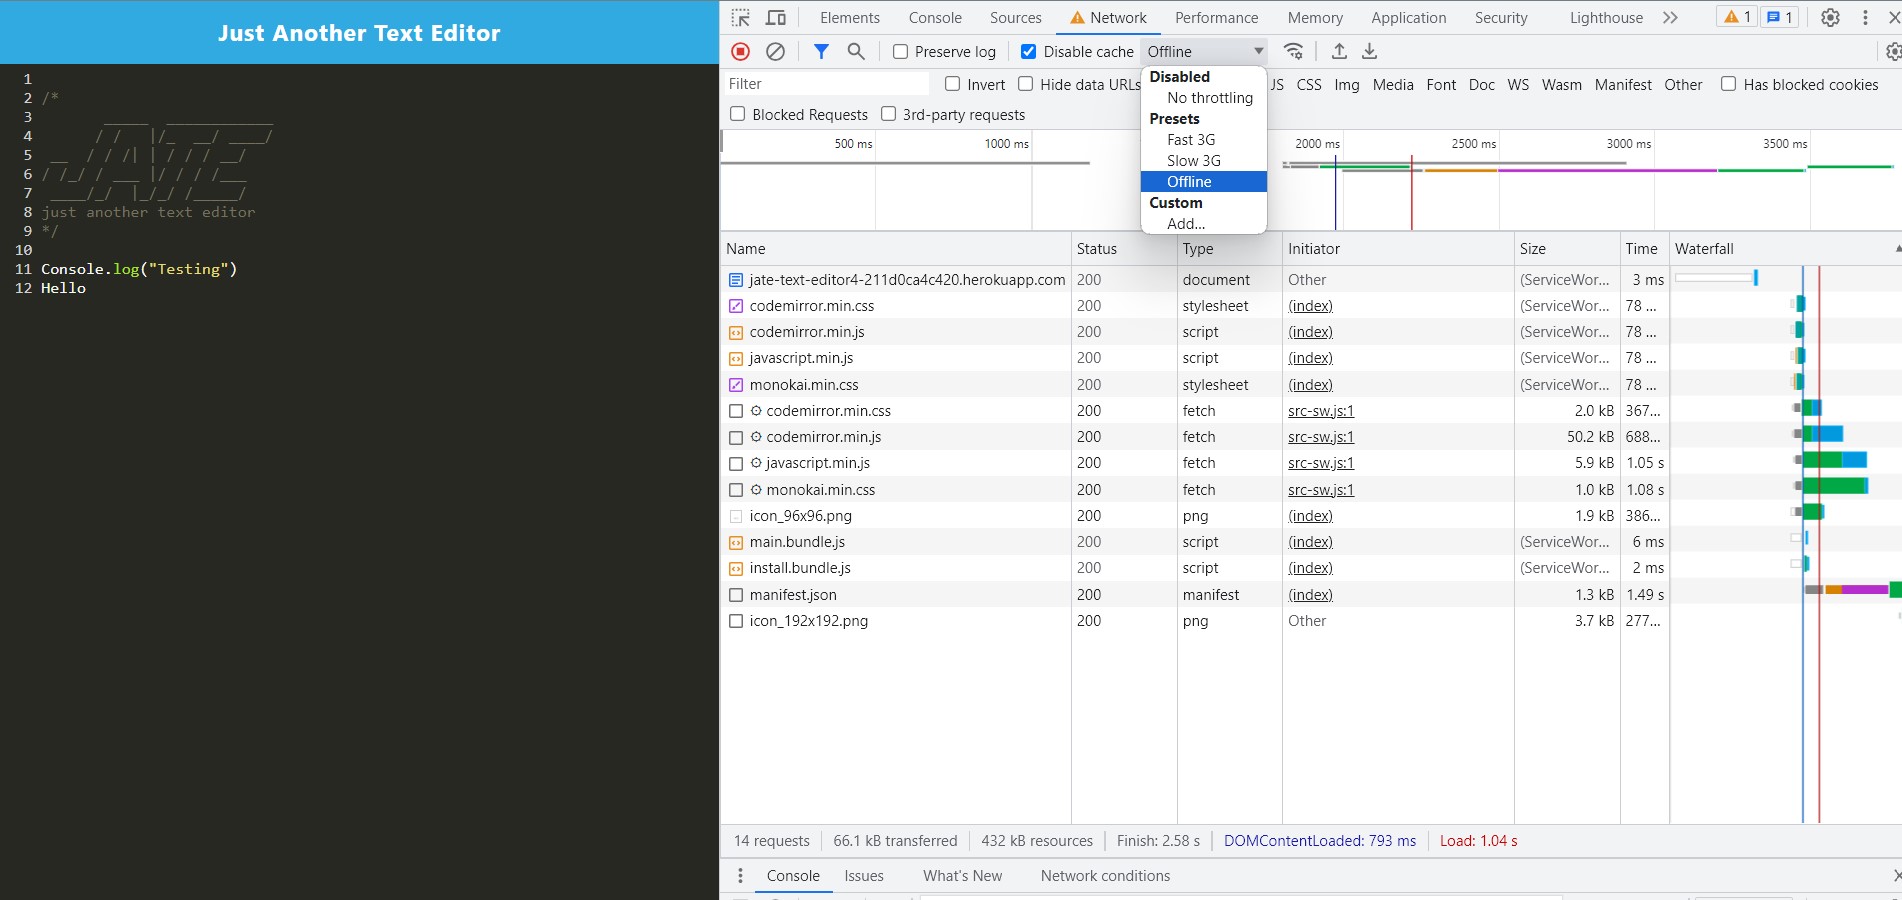 Just Another Text Editor
1
2 /*
3 _____ ____________
4 / / |/_ __/ ____/
5 __ / / /| | / / / __/
6 / /_/ / ___ |/ / / /___
7 ____/_/ |_/_/ /_____/
8 just another text editor
9 */
10
11 Console.log("Testing")
12 Hello
Elements Console Sources Network Performance Memory Application Security Lighthouse 1 1
Preserve log Disable cache Offline
Filter Invert Hide data URLs JS CSS Img Media Font Doc WS Wasm Manifest Other Has blocked cookies
Blocked Requests 3rd-party requests
Disabled
No throttling
Presets
Fast 3G
Slow 3G
Offline
Custom
Add...
500 ms 1000 ms 2000 ms 2500 ms 3000 ms 3500 ms
Name Status Type Initiator Size Time Waterfall
jate-text-editor4-211d0ca4c420.herokuapp.com 200 document Other (ServiceWor... 3 ms
codemirror.min.css 200 stylesheet (index) (ServiceWor... 78 ...
codemirror.min.js 200 script (index) (ServiceWor... 78 ...
javascript.min.js 200 script (index) (ServiceWor... 78 ...
monokai.min.css 200 stylesheet (index) (ServiceWor... 78 ...
codemirror.min.css 200 fetch src-sw.js:1 2.0 kB 367...
codemirror.min.js 200 fetch src-sw.js:1 50.2 kB 688...
javascript.min.js 200 fetch src-sw.js:1 5.9 kB 1.05 s
monokai.min.css 200 fetch src-sw.js:1 1.0 kB 1.08 s
icon_96x96.png 200 png (index) 1.9 kB 386...
main.bundle.js 200 script (index) (ServiceWor... 6 ms
install.bundle.js 200 script (index) (ServiceWor... 2 ms
manifest.json 200 manifest (index) 1.3 kB 1.49 s
icon_192x192.png 200 png Other 3.7 kB 277...
14 requests 66.1 kB transferred 432 kB resources Finish: 2.58 s DOMContentLoaded: 793 ms Load: 1.04 s
Console Issues What's New Network conditions